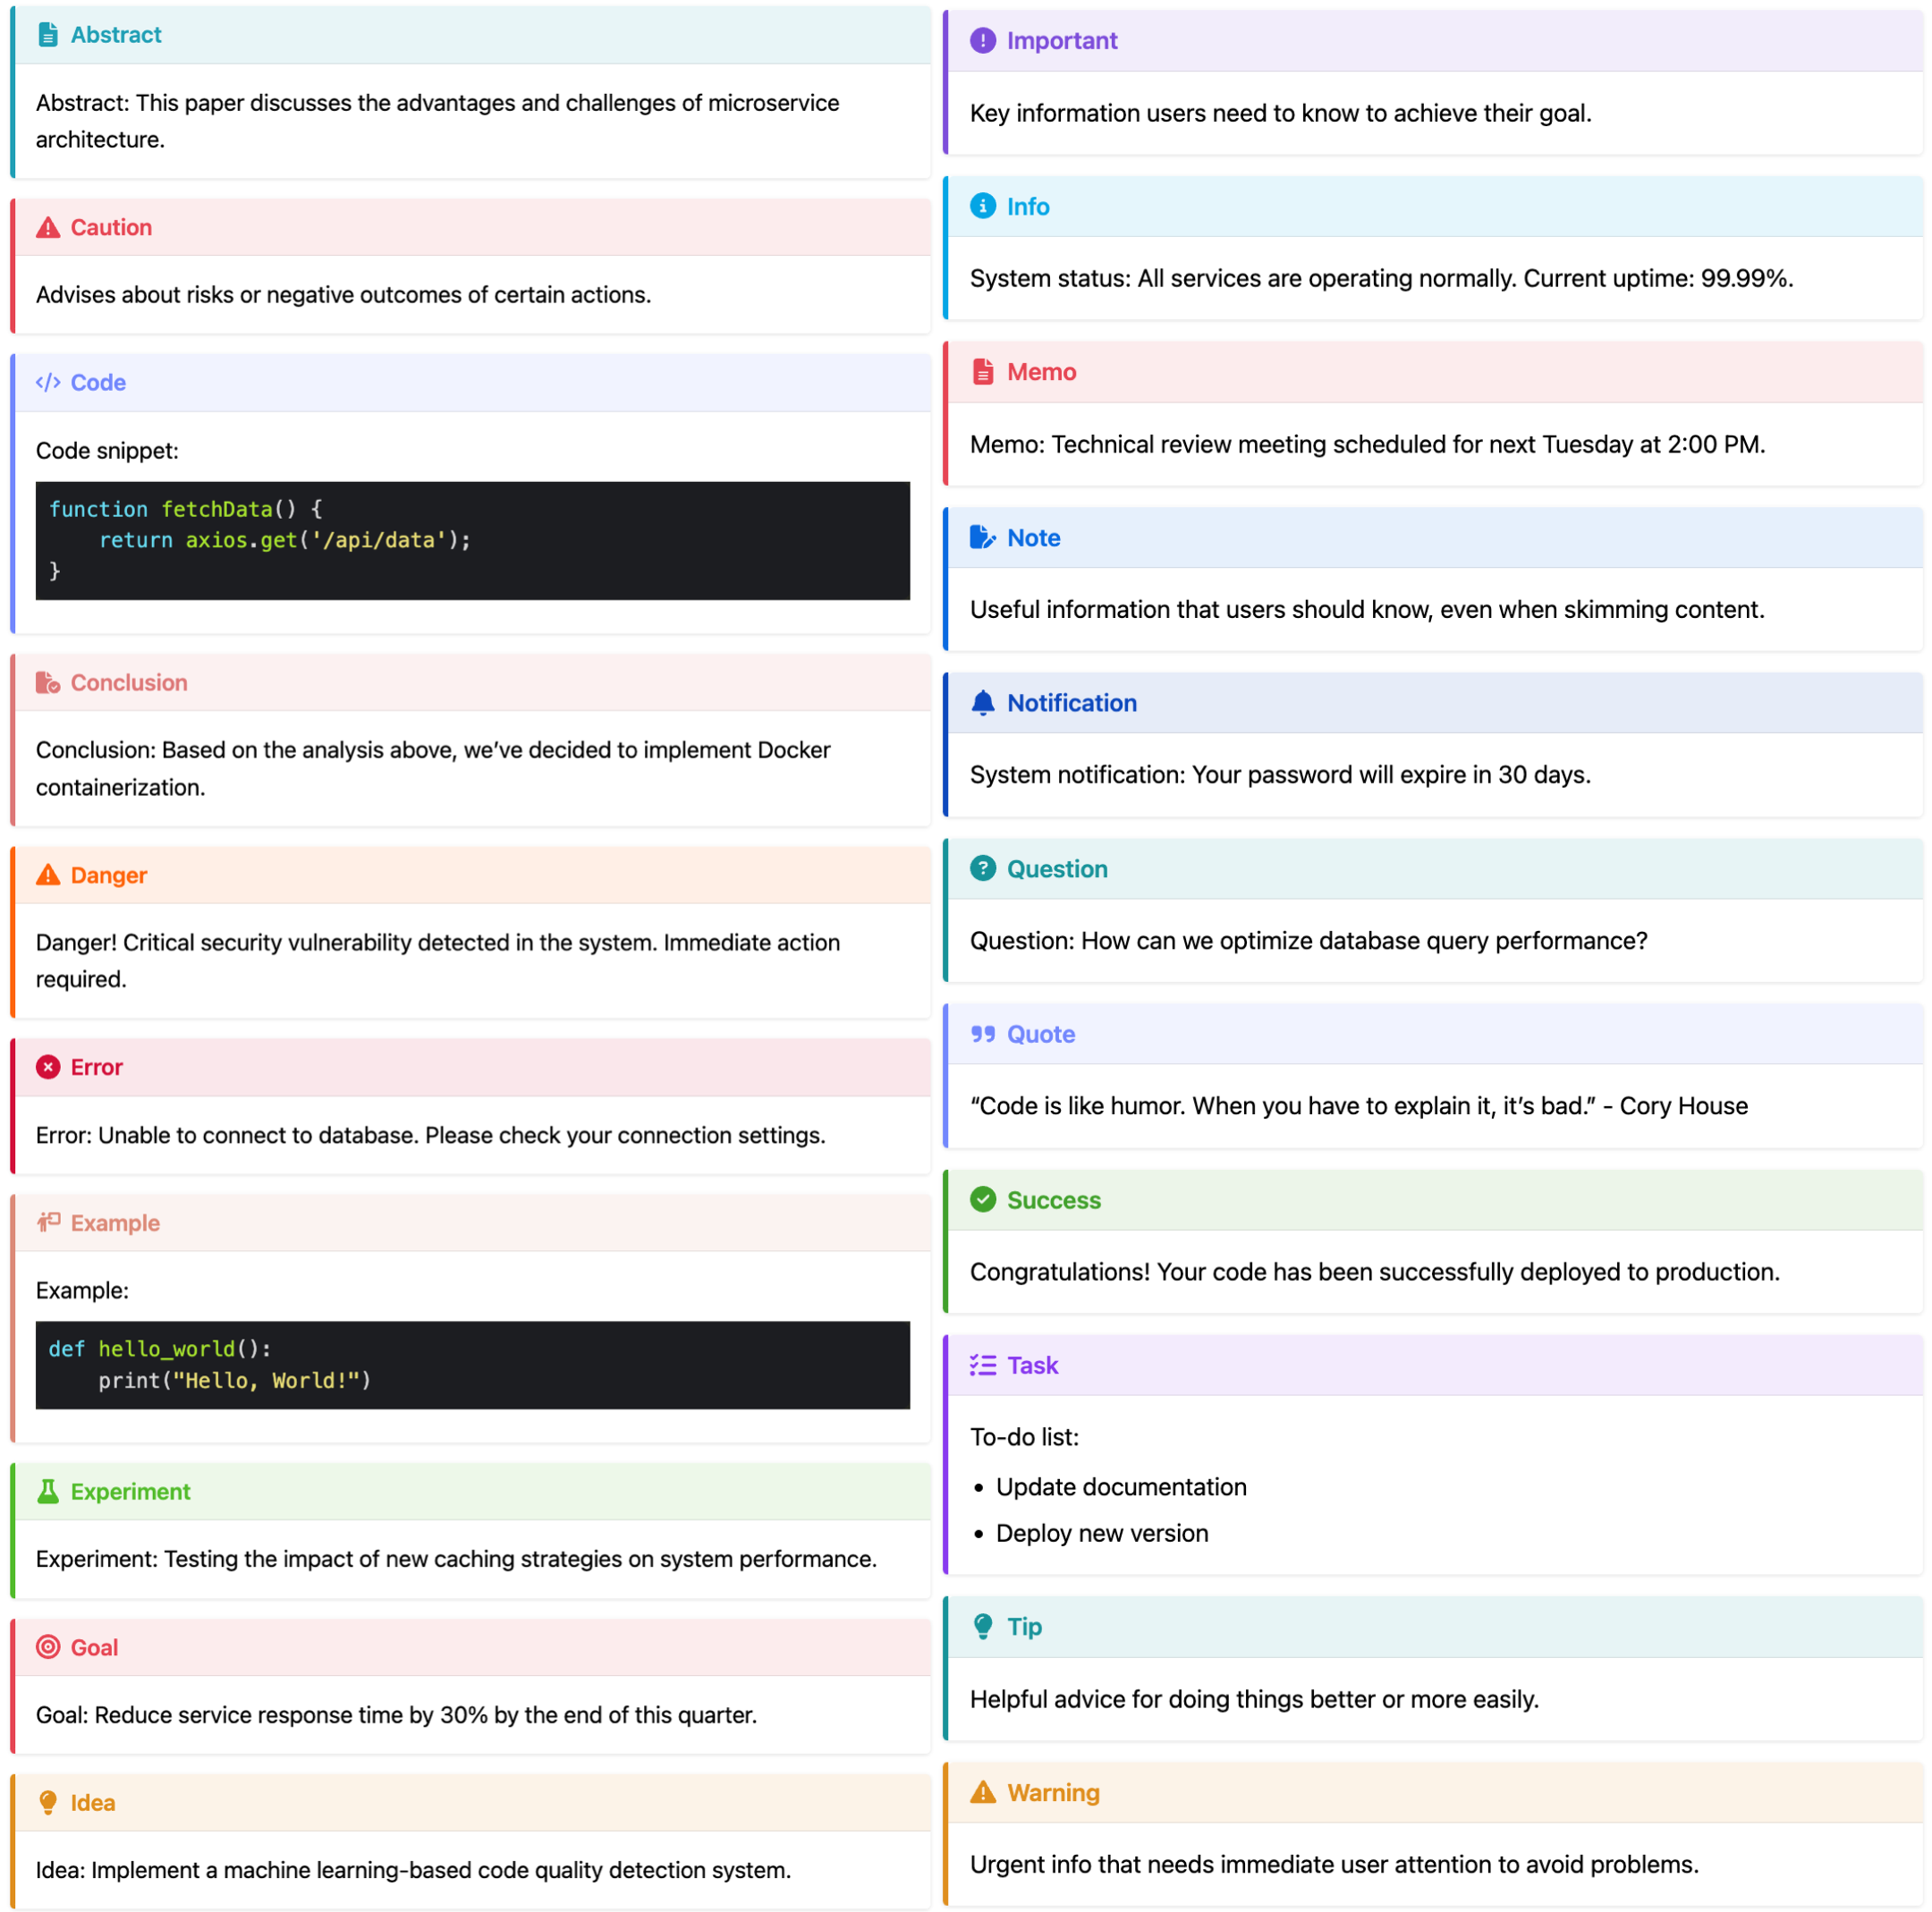 Abstract
Abstract: This paper discusses the advantages and challenges of microservice
architecture.
Caution
Advises about risks or negative outcomes of certain actions.
Code
Code snippet:
function fetchData() {
    return axios.get('/api/data');
}
Conclusion
Conclusion: Based on the analysis above, we’ve decided to implement Docker
containerization.
Danger
Danger! Critical security vulnerability detected in the system. Immediate action
required.
Error
Error: Unable to connect to database. Please check your connection settings.
Example
Example:
def hello_world():
    print("Hello, World!")
Experiment
Experiment: Testing the impact of new caching strategies on system performance.
Goal
Goal: Reduce service response time by 30% by the end of this quarter.
Idea
Idea: Implement a machine learning-based code quality detection system.
Important
Key information users need to know to achieve their goal.
Info
System status: All services are operating normally. Current uptime: 99.99%.
Memo
Memo: Technical review meeting scheduled for next Tuesday at 2:00 PM.
Note
Useful information that users should know, even when skimming content.
Notification
System notification: Your password will expire in 30 days.
Question
Question: How can we optimize database query performance?
Quote
“Code is like humor. When you have to explain it, it’s bad.” - Cory House
Success
Congratulations! Your code has been successfully deployed to production.
Task
To-do list:
• Update documentation
• Deploy new version
Tip
Helpful advice for doing things better or more easily.
Warning
Urgent info that needs immediate user attention to avoid problems.